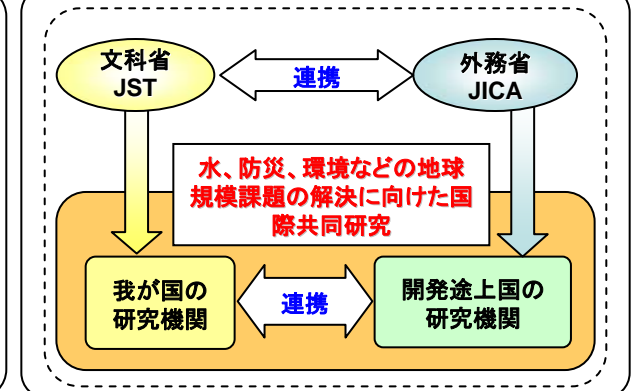 文科省
JST
連携
外務省
JICA
水、防災、環境などの地球
規模課題の解決に向けた国
際共同研究
我が国の
研究機関
連携
開発途上国の
研究機関